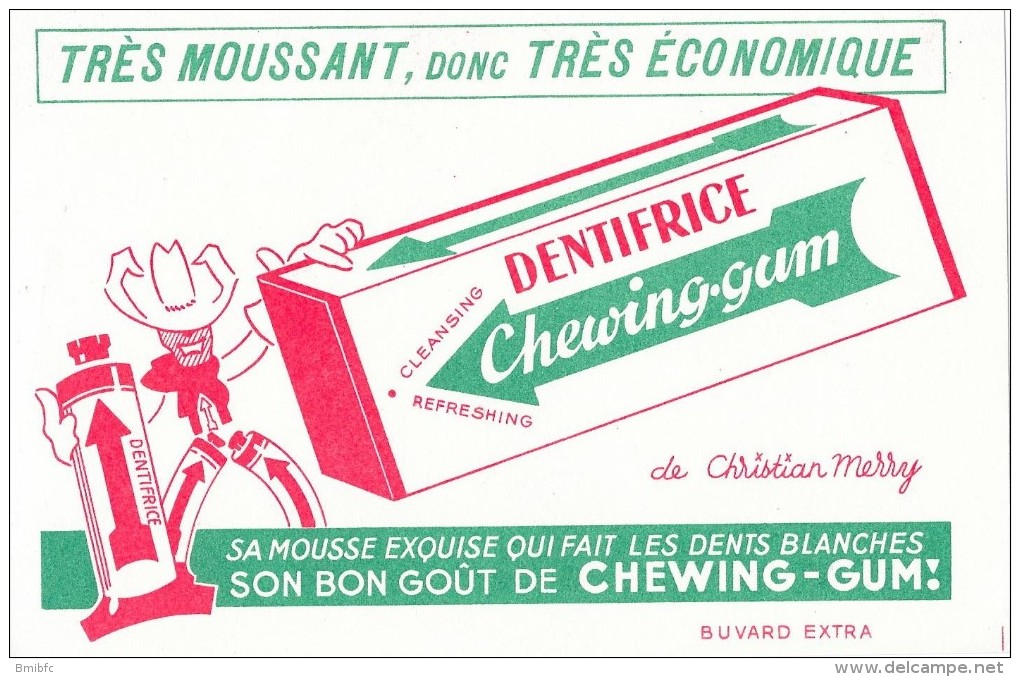 TRÈS MOUSSANT, DONC TRÈS ÉCONOMIQUE
DENTIFRICE
Chewing-gum
• CLEANSING
REFRESHING
DENTIFRICE
de Christian Merry
SA MOUSSE EXQUISE QUI FAIT LES DENTS BLANCHES
SON BON GOÛT DE CHEWING-GUM!
BUVARD EXTRA
Bmibfc
www.delcampe.net